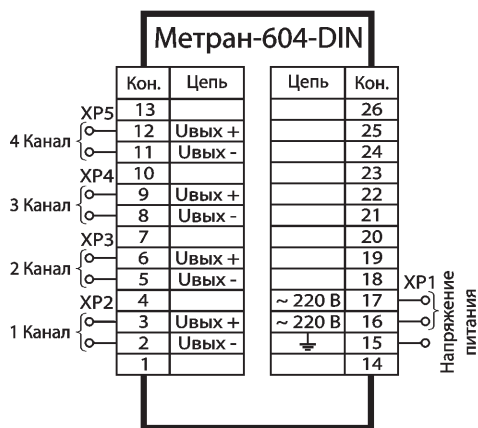 Метран-604-DIN
Кон. Цепь Цепь Кон.
XP5 13 26
4 Канал 12 Uвых + 25
11 Uвых - 24
XP4 10 23
3 Канал 9 Uвых + 22
8 Uвых - 21
XP3 7 20
2 Канал 6 Uвых + 19
5 Uвых - 18
XP2 4 ~ 220 В 17 XP1
1 Канал 3 Uвых + ~ 220 В 16
2 Uвых - 15
1 14
Напряжение
питания